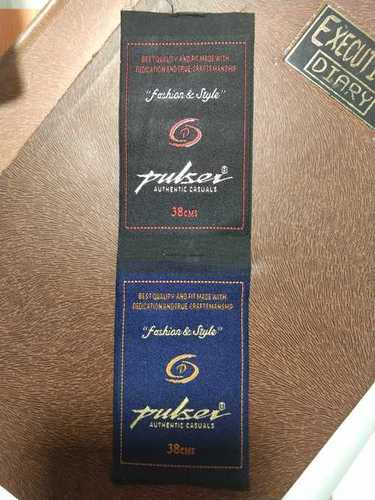 EXECUTI
DIARY
BEST QUALITY AND FIT MADE WITH
DEDICATION AND TRUE CRAFTSMANSHIP
"Fashion & Style"
P
pulser®
AUTHENTIC CASUALS
38CMS
BEST QUALITY AND FIT MADE WITH
DEDICATION AND TRUE CRAFTSMANSHIP
"Fashion & Style"
P
pulser®
AUTHENTIC CASUALS
38CMS